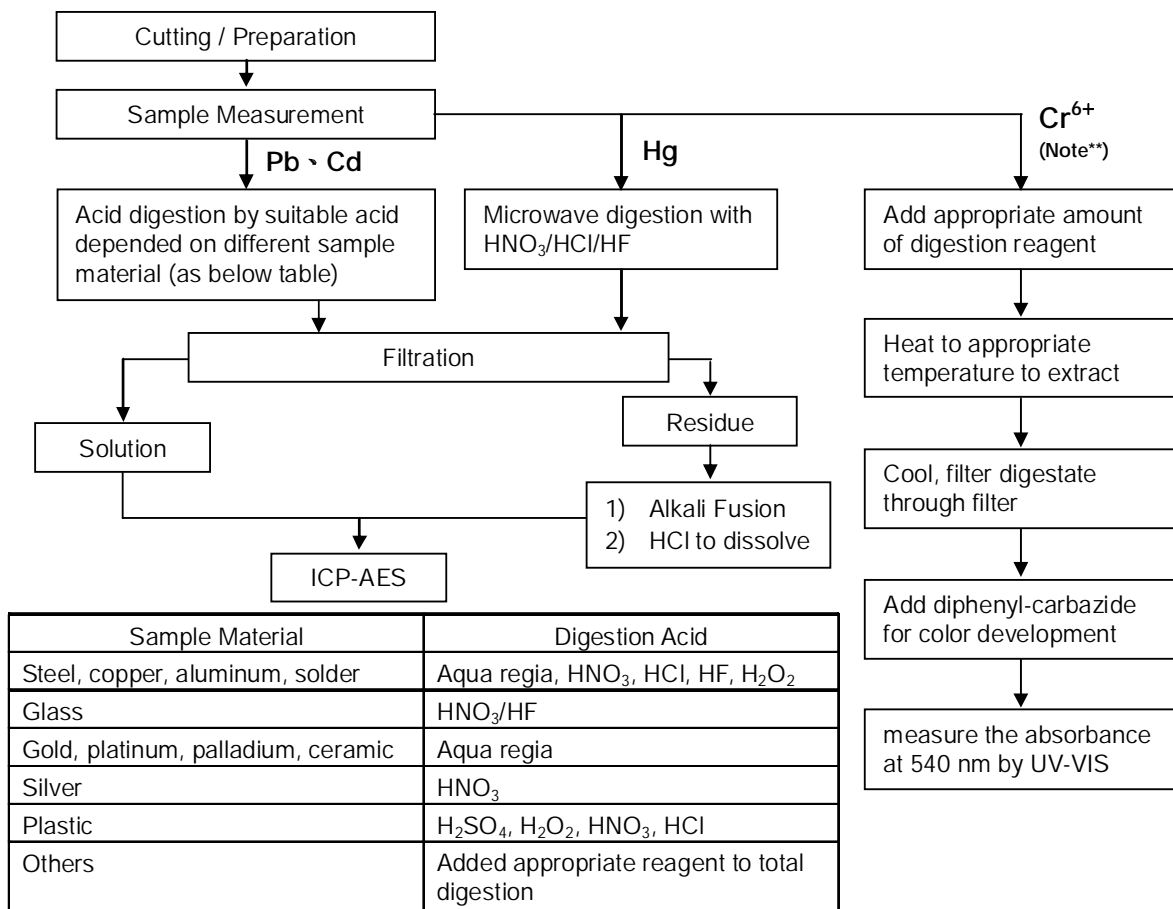 Cutting / Preparation
Sample Measurement
Pb、Cd
Hg
Cr⁶⁺
(Note**)
Acid digestion by suitable acid
depended on different sample
material (as below table)
Microwave digestion with
HNO₃/HCl/HF
Add appropriate amount
of digestion reagent
Filtration
Heat to appropriate
temperature to extract
Solution
Residue
1) Alkali Fusion
2) HCl to dissolve
Cool, filter digestate
through filter
ICP-AES
Add diphenyl-carbazide
for color development
measure the absorbance
at 540 nm by UV-VIS
Sample Material Digestion Acid
Steel, copper, aluminum, solder Aqua regia, HNO₃, HCl, HF, H₂O₂
Glass HNO₃/HF
Gold, platinum, palladium, ceramic Aqua regia
Silver HNO₃
Plastic H₂SO₄, H₂O₂, HNO₃, HCl
Others Added appropriate reagent to total
digestion